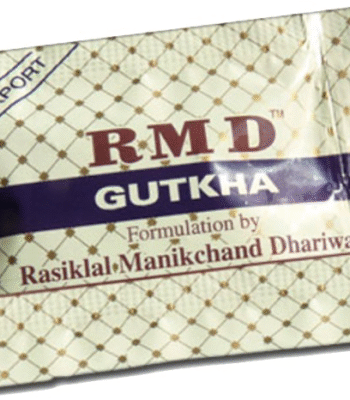 PORT
RMD™
GUTKHA
Formulation by
Rasiklal Manikchand Dhariwa